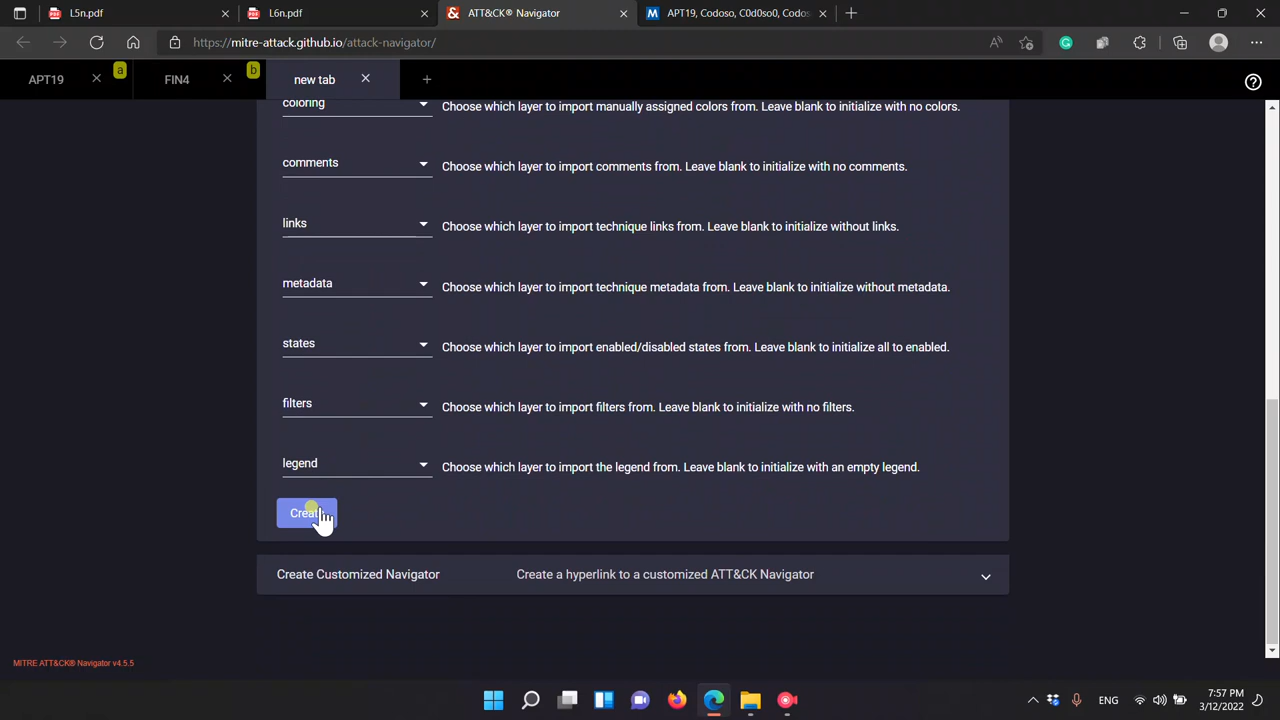 L5n.pdf
L6n.pdf
ATT&CK® Navigator
APT19, Codoso, C0d0so0, Codos
https://mitre-attack.github.io/attack-navigator/
APT19 a
FIN4 b
new tab
coloring Choose which layer to import manually assigned colors from. Leave blank to initialize with no colors.
comments Choose which layer to import comments from. Leave blank to initialize with no comments.
links Choose which layer to import technique links from. Leave blank to initialize without links.
metadata Choose which layer to import technique metadata from. Leave blank to initialize without metadata.
states Choose which layer to import enabled/disabled states from. Leave blank to initialize all to enabled.
filters Choose which layer to import filters from. Leave blank to initialize with no filters.
legend Choose which layer to import the legend from. Leave blank to initialize with an empty legend.
Create
Create Customized Navigator Create a hyperlink to a customized ATT&CK Navigator
MITRE ATT&CK® Navigator v4.5.5
ENG
7:57 PM
3/12/2022